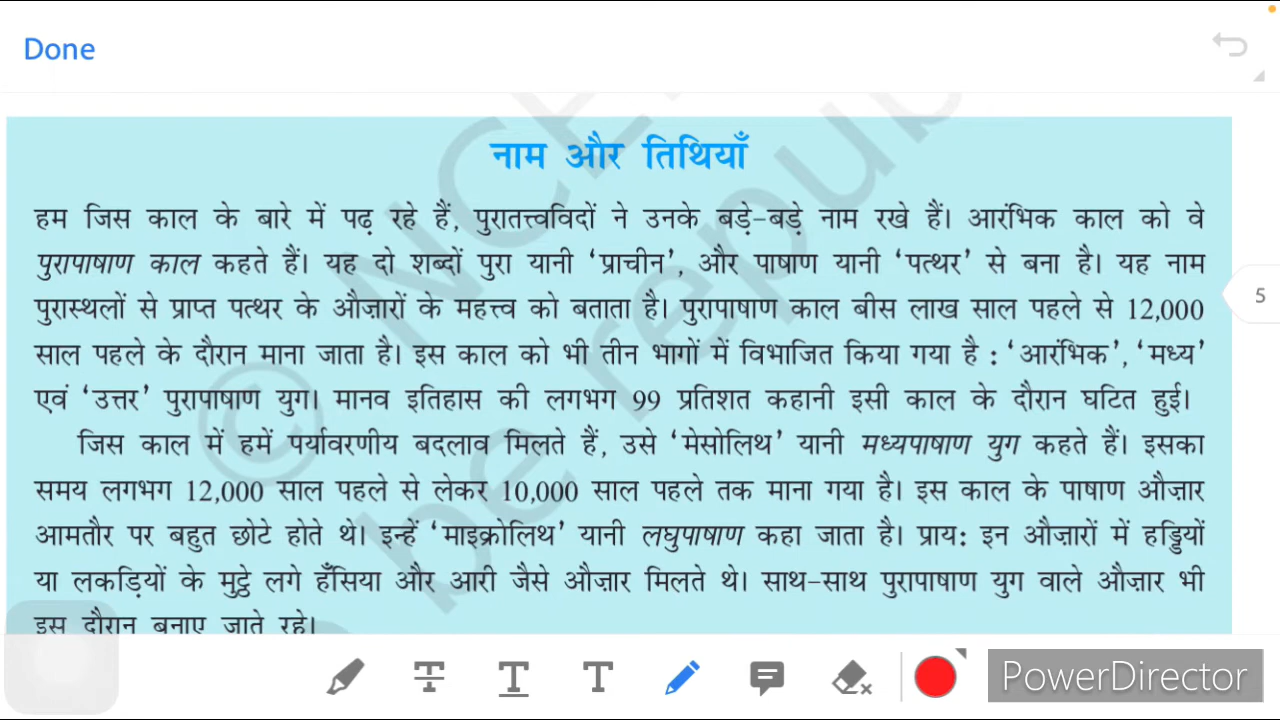 Done
नाम और तिथियाँ
हम जिस काल के बारे में पढ़ रहे हैं, पुरातत्त्वविदों ने उनके बड़े-बड़े नाम रखे हैं। आरंभिक काल को वे
पुरापाषाण काल कहते हैं। यह दो शब्दों पुरा यानी ‘प्राचीन’, और पाषाण यानी ‘पत्थर’ से बना है। यह नाम
पुरास्थलों से प्राप्त पत्थर के औज़ारों के महत्त्व को बताता है। पुरापाषाण काल बीस लाख साल पहले से 12,000
साल पहले के दौरान माना जाता है। इस काल को भी तीन भागों में विभाजित किया गया है : ‘आरंभिक’, ‘मध्य’
एवं ‘उत्तर’ पुरापाषाण युग। मानव इतिहास की लगभग 99 प्रतिशत कहानी इसी काल के दौरान घटित हुई।
जिस काल में हमें पर्यावरणीय बदलाव मिलते हैं, उसे ‘मेसोलिथ’ यानी मध्यपाषाण युग कहते हैं। इसका
समय लगभग 12,000 साल पहले से लेकर 10,000 साल पहले तक माना गया है। इस काल के पाषाण औज़ार
आमतौर पर बहुत छोटे होते थे। इन्हें ‘माइक्रोलिथ’ यानी लघुपाषाण कहा जाता है। प्राय: इन औज़ारों में हड्डियों
या लकड़ियों के मुट्ठे लगे हँसिया और आरी जैसे औज़ार मिलते थे। साथ-साथ पुरापाषाण युग वाले औज़ार भी
इस दौरान बनाए जाते रहे।
5
© NCE
be repub
T T T
PowerDirector